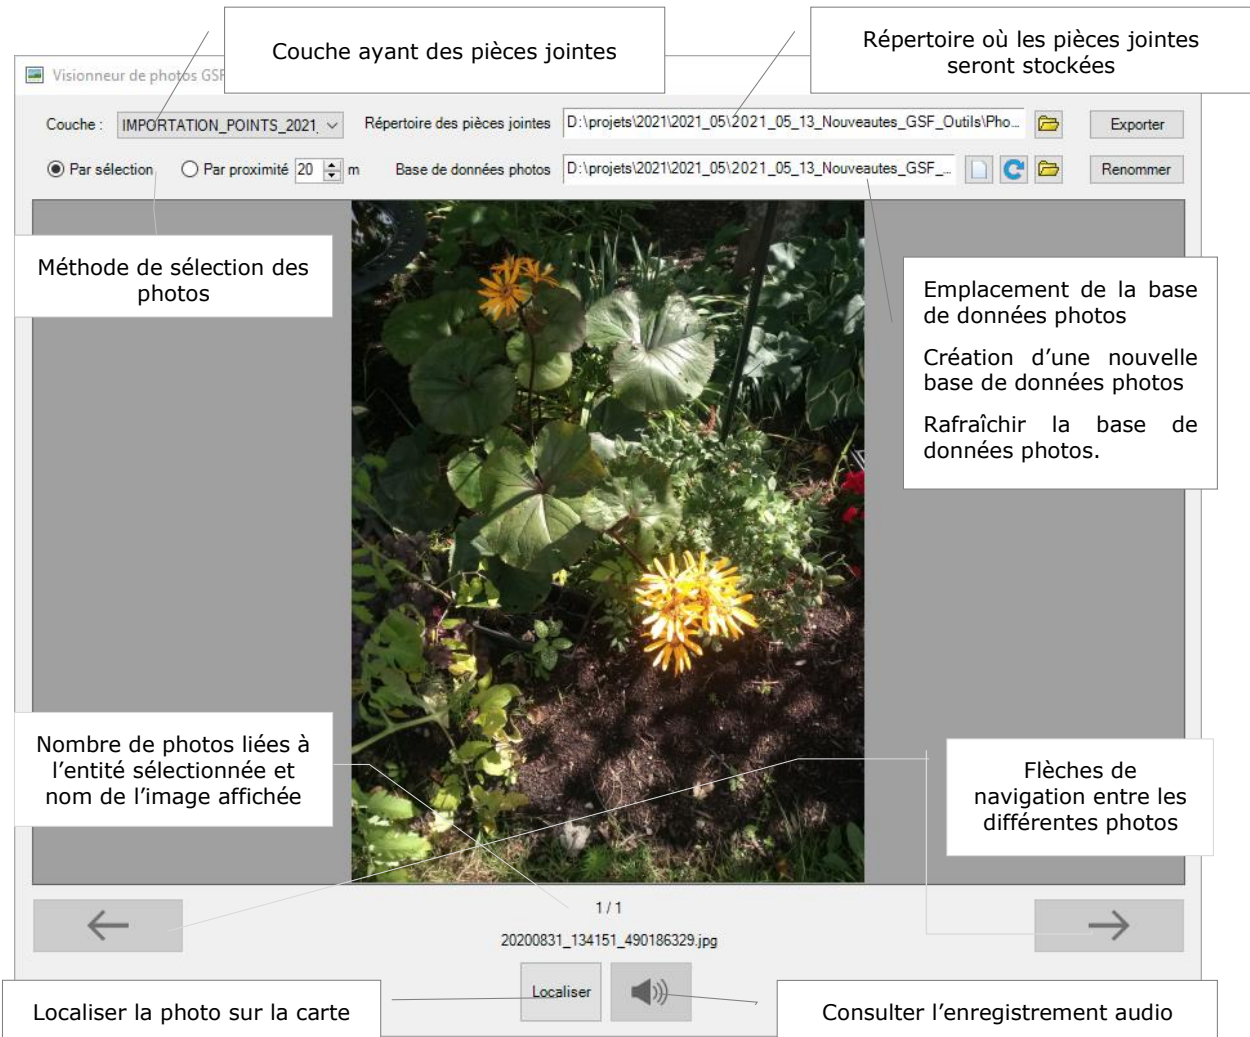 Couche ayant des pièces jointes
Répertoire où les pièces jointes
seront stockées
Visionneur de photos GSF
Couche :
IMPORTATION_POINTS_2021_
Répertoire des pièces jointes
D:\projets\2021\2021_05\2021_05_13_Nouveautes_GSF_Outils\Pho...
Exporter
Par sélection
Par proximité
20
m
Base de données photos
D:\projets\2021\2021_05\2021_05_13_Nouveautes_GSF_...
Renommer
Méthode de sélection des
photos
Emplacement de la base
de données photos
Création d’une nouvelle
base de données photos
Rafraîchir la base de
données photos.
Nombre de photos liées à
l’entité sélectionnée et
nom de l’image affichée
Flèches de
navigation entre les
différentes photos
1 / 1
20200831_134151_490186329.jpg
Localiser
Localiser la photo sur la carte
Consulter l’enregistrement audio